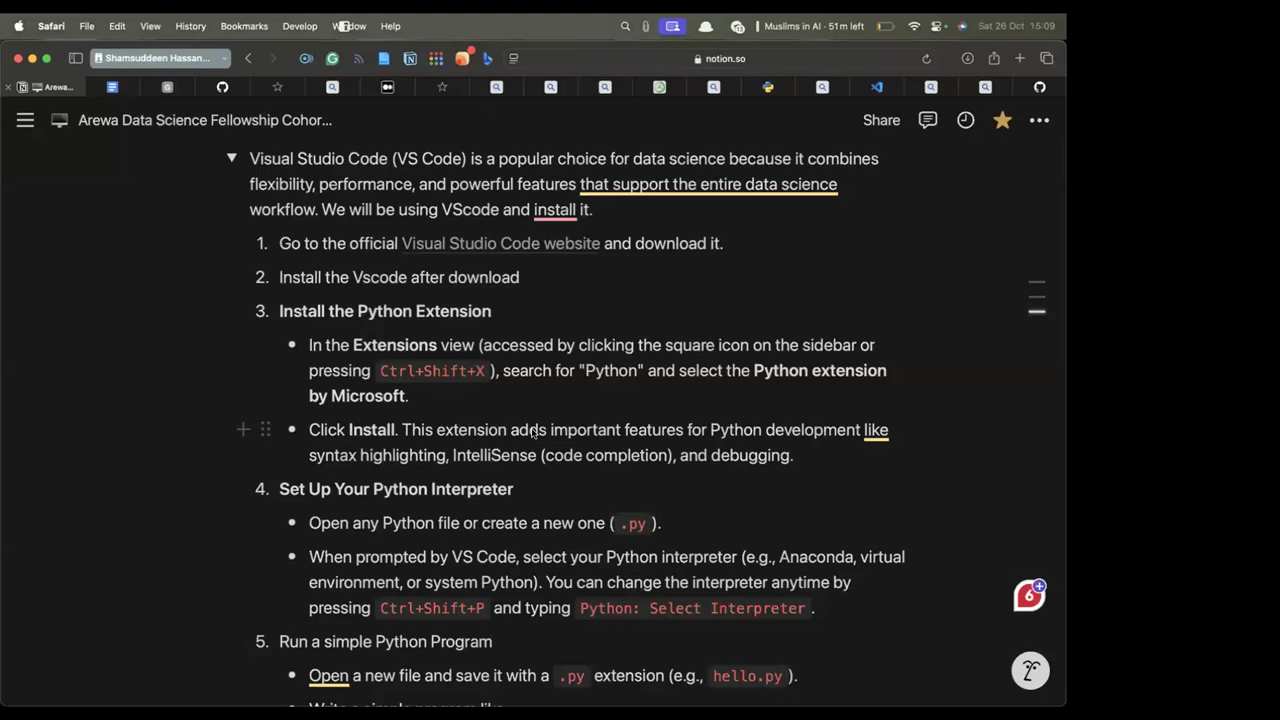 Safari File Edit View History Bookmarks Develop Window Help Muslims in AI · 51m left Sat 26 Oct 15:09
Shamsuddeen Hassan... notion.so
Arewa...
Arewa Data Science Fellowship Cohor... Share
Visual Studio Code (VS Code) is a popular choice for data science because it combines
flexibility, performance, and powerful features that support the entire data science
workflow. We will be using VScode and install it.
1. Go to the official Visual Studio Code website and download it.
2. Install the Vscode after download
3. Install the Python Extension
• In the Extensions view (accessed by clicking the square icon on the sidebar or
pressing Ctrl+Shift+X), search for "Python" and select the Python extension
by Microsoft.
• Click Install. This extension adds important features for Python development like
syntax highlighting, IntelliSense (code completion), and debugging.
4. Set Up Your Python Interpreter
• Open any Python file or create a new one ( .py ).
• When prompted by VS Code, select your Python interpreter (e.g., Anaconda, virtual
environment, or system Python). You can change the interpreter anytime by
pressing Ctrl+Shift+P and typing Python: Select Interpreter .
6
5. Run a simple Python Program
• Open a new file and save it with a .py extension (e.g., hello.py ).